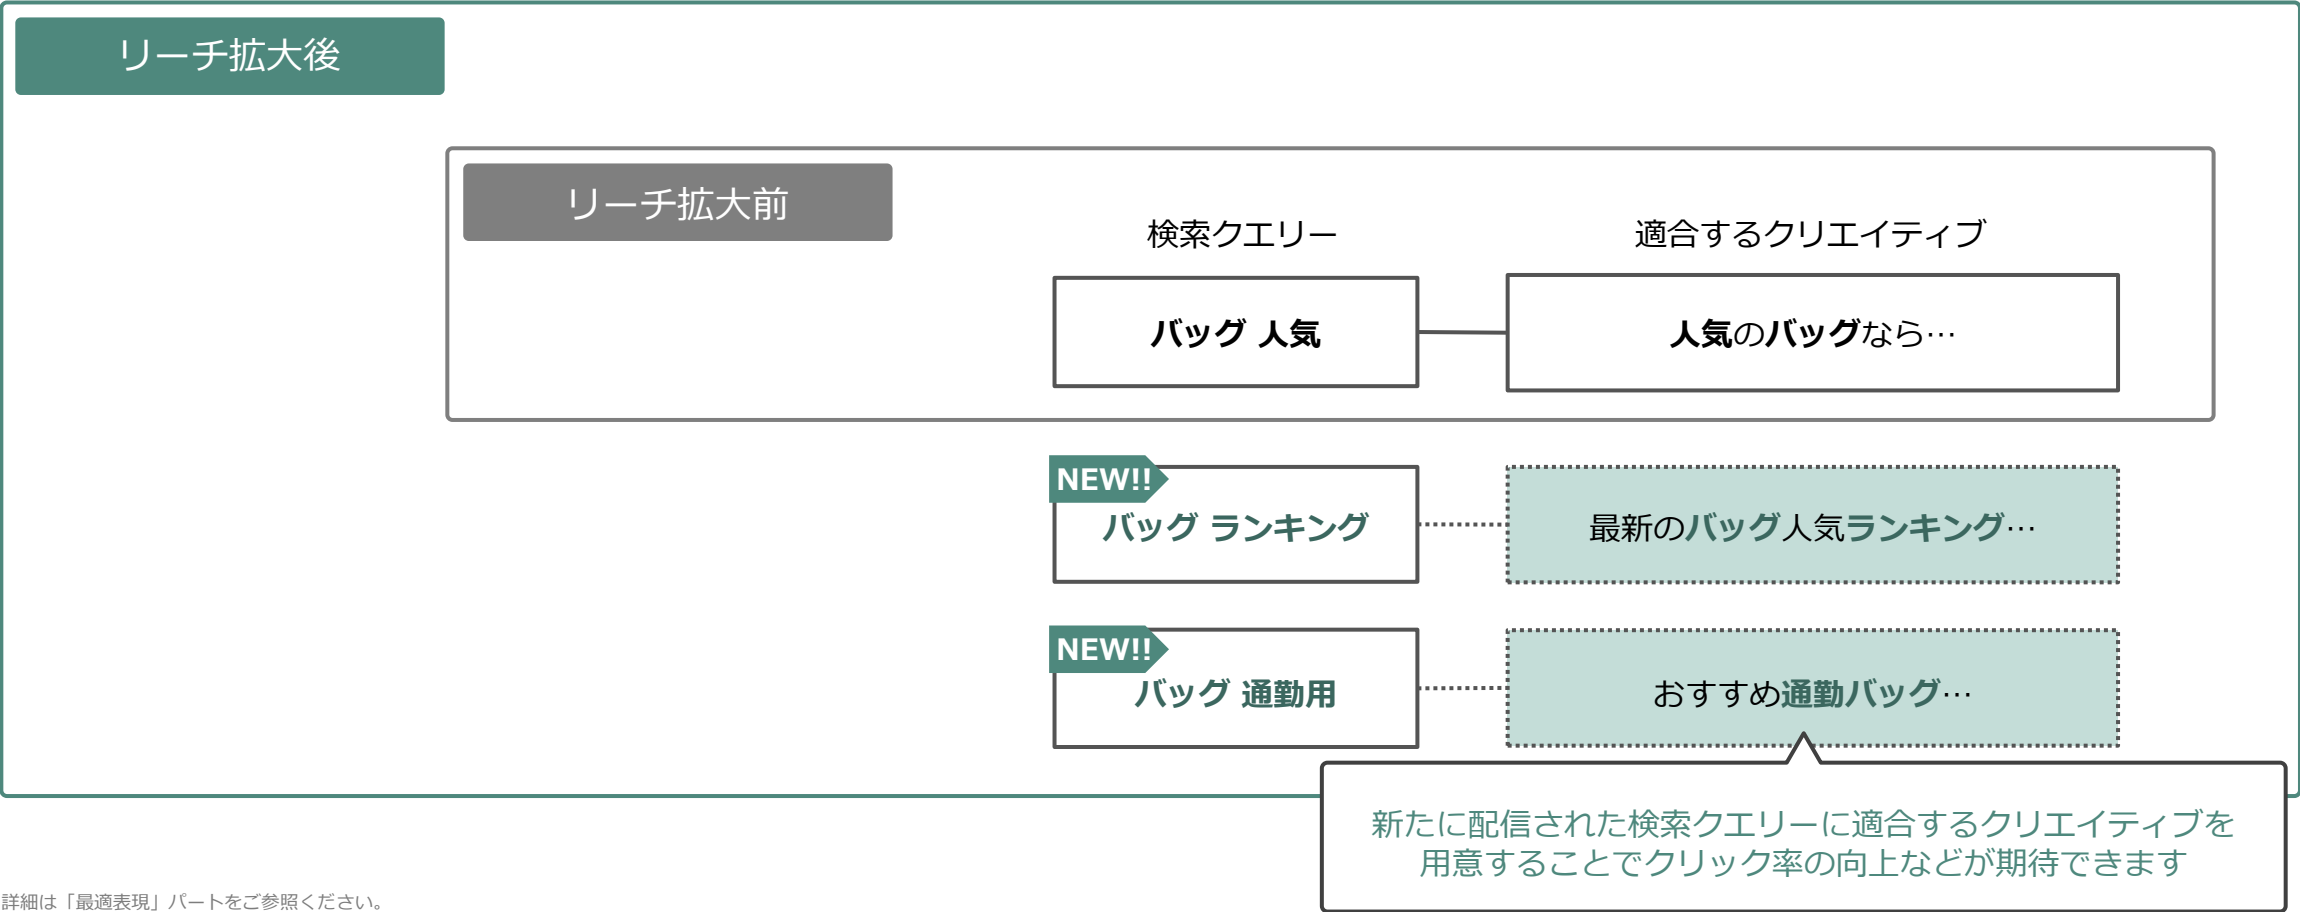 リーチ拡大後
リーチ拡大前
検索クエリー
適合するクリエイティブ
バッグ 人気
人気のバッグなら…
NEW!!
バッグ ランキング
最新のバッグ人気ランキング…
NEW!!
バッグ 通勤用
おすすめ通勤バッグ…
新たに配信された検索クエリーに適合するクリエイティブを
用意することでクリック率の向上などが期待できます
詳細は「最適表現」パートをご参照ください。